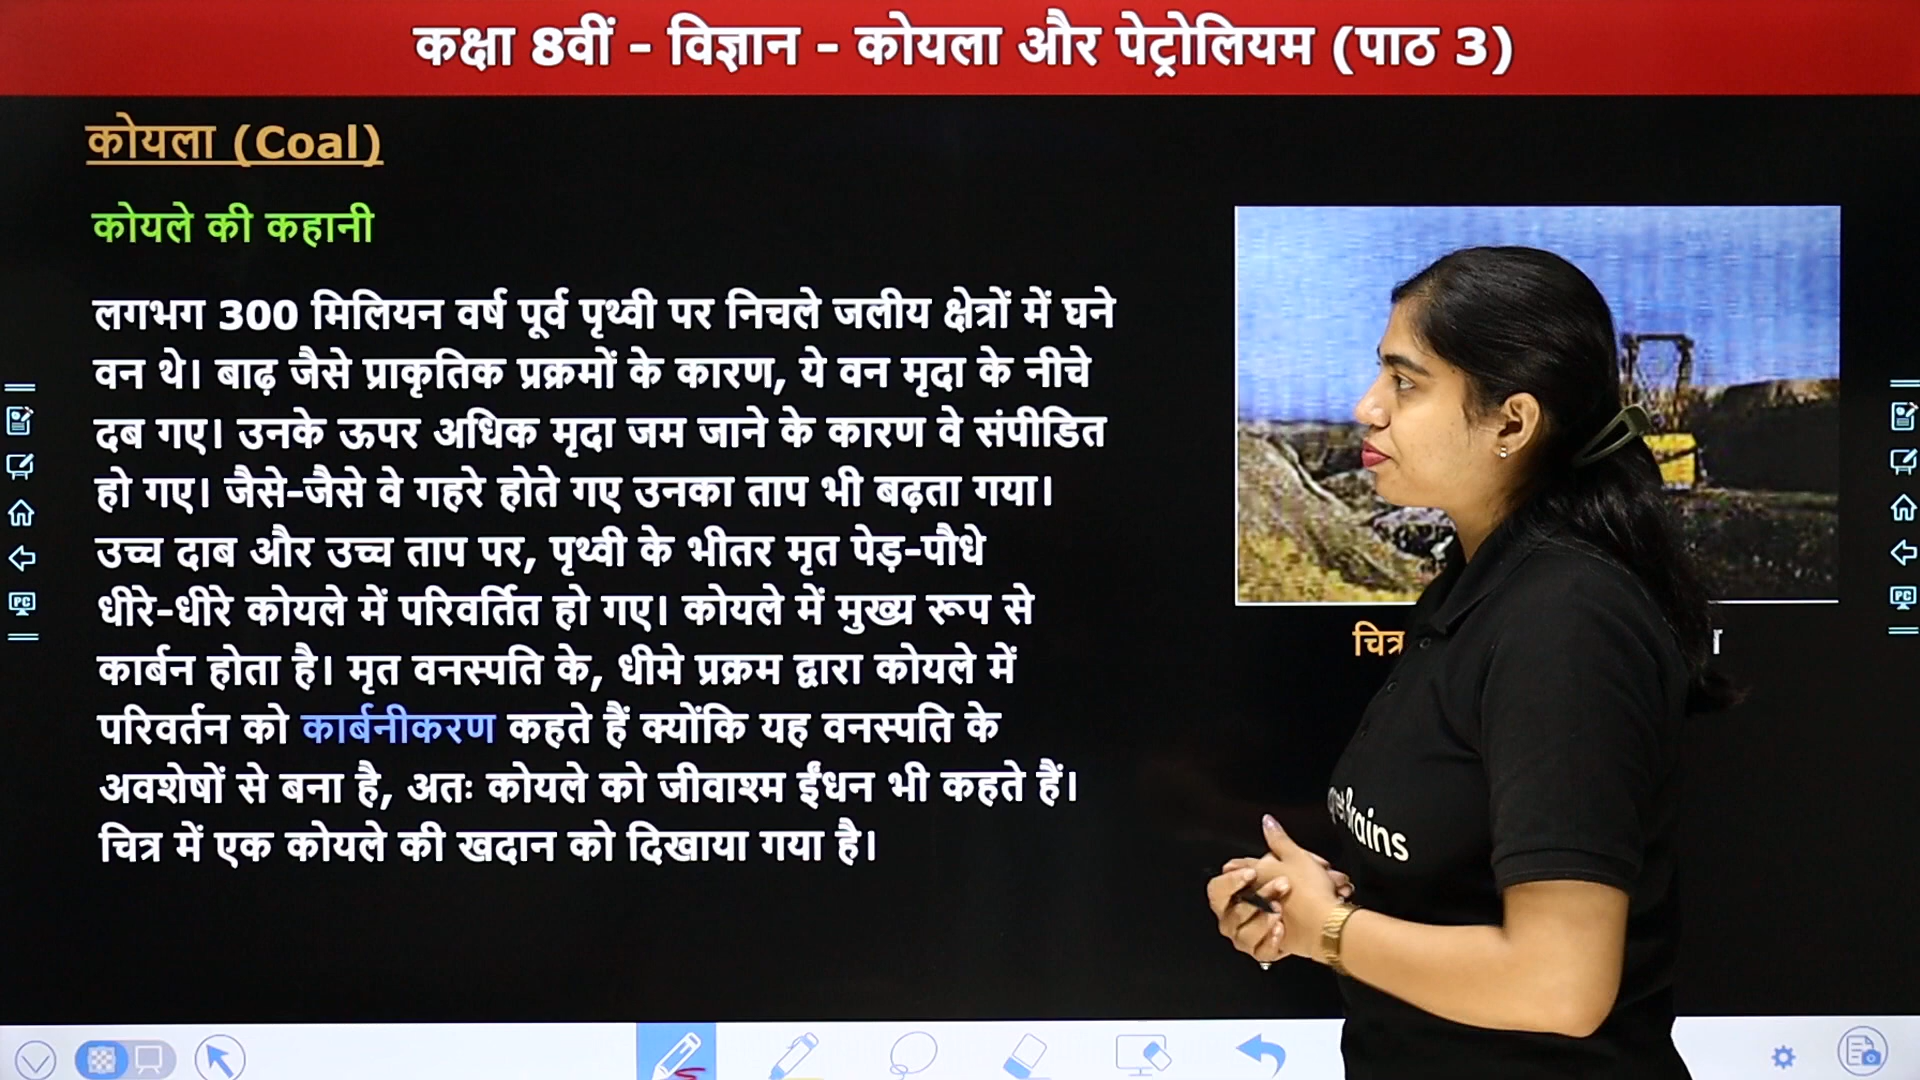 कक्षा 8वीं - विज्ञान - कोयला और पेट्रोलियम (पाठ 3)
कोयला (Coal)
कोयले की कहानी
लगभग 300 मिलियन वर्ष पूर्व पृथ्वी पर निचले जलीय क्षेत्रों में घने
वन थे। बाढ़ जैसे प्राकृतिक प्रक्रमों के कारण, ये वन मृदा के नीचे
दब गए। उनके ऊपर अधिक मृदा जम जाने के कारण वे संपीडित
हो गए। जैसे-जैसे वे गहरे होते गए उनका ताप भी बढ़ता गया।
उच्च दाब और उच्च ताप पर, पृथ्वी के भीतर मृत पेड़-पौधे
धीरे-धीरे कोयले में परिवर्तित हो गए। कोयले में मुख्य रूप से
कार्बन होता है। मृत वनस्पति के, धीमे प्रक्रम द्वारा कोयले में
परिवर्तन को कार्बनीकरण कहते हैं क्योंकि यह वनस्पति के
अवशेषों से बना है, अतः कोयले को जीवाश्म ईंधन भी कहते हैं।
चित्र में एक कोयले की खदान को दिखाया गया है।
चित्र
Brains
PC
PC